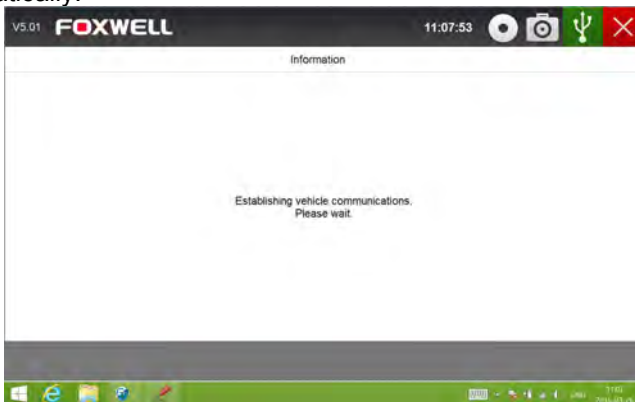 V5.01 FOXWELL 11:07:53
Information
Establishing vehicle communications.
Please wait.